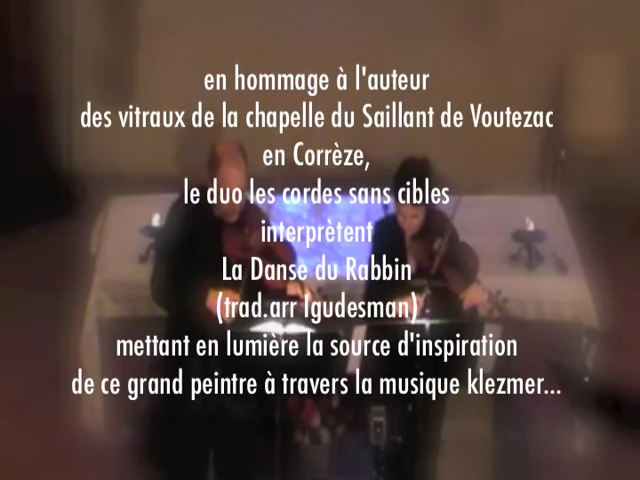 en hommage à l'auteur
des vitraux de la chapelle du Saillant de Voutezac
en Corrèze,
le duo les cordes sans cibles
interprètent
La Danse du Rabbin
(trad.arr Igudesman)
mettant en lumière la source d'inspiration
de ce grand peintre à travers la musique klezmer...